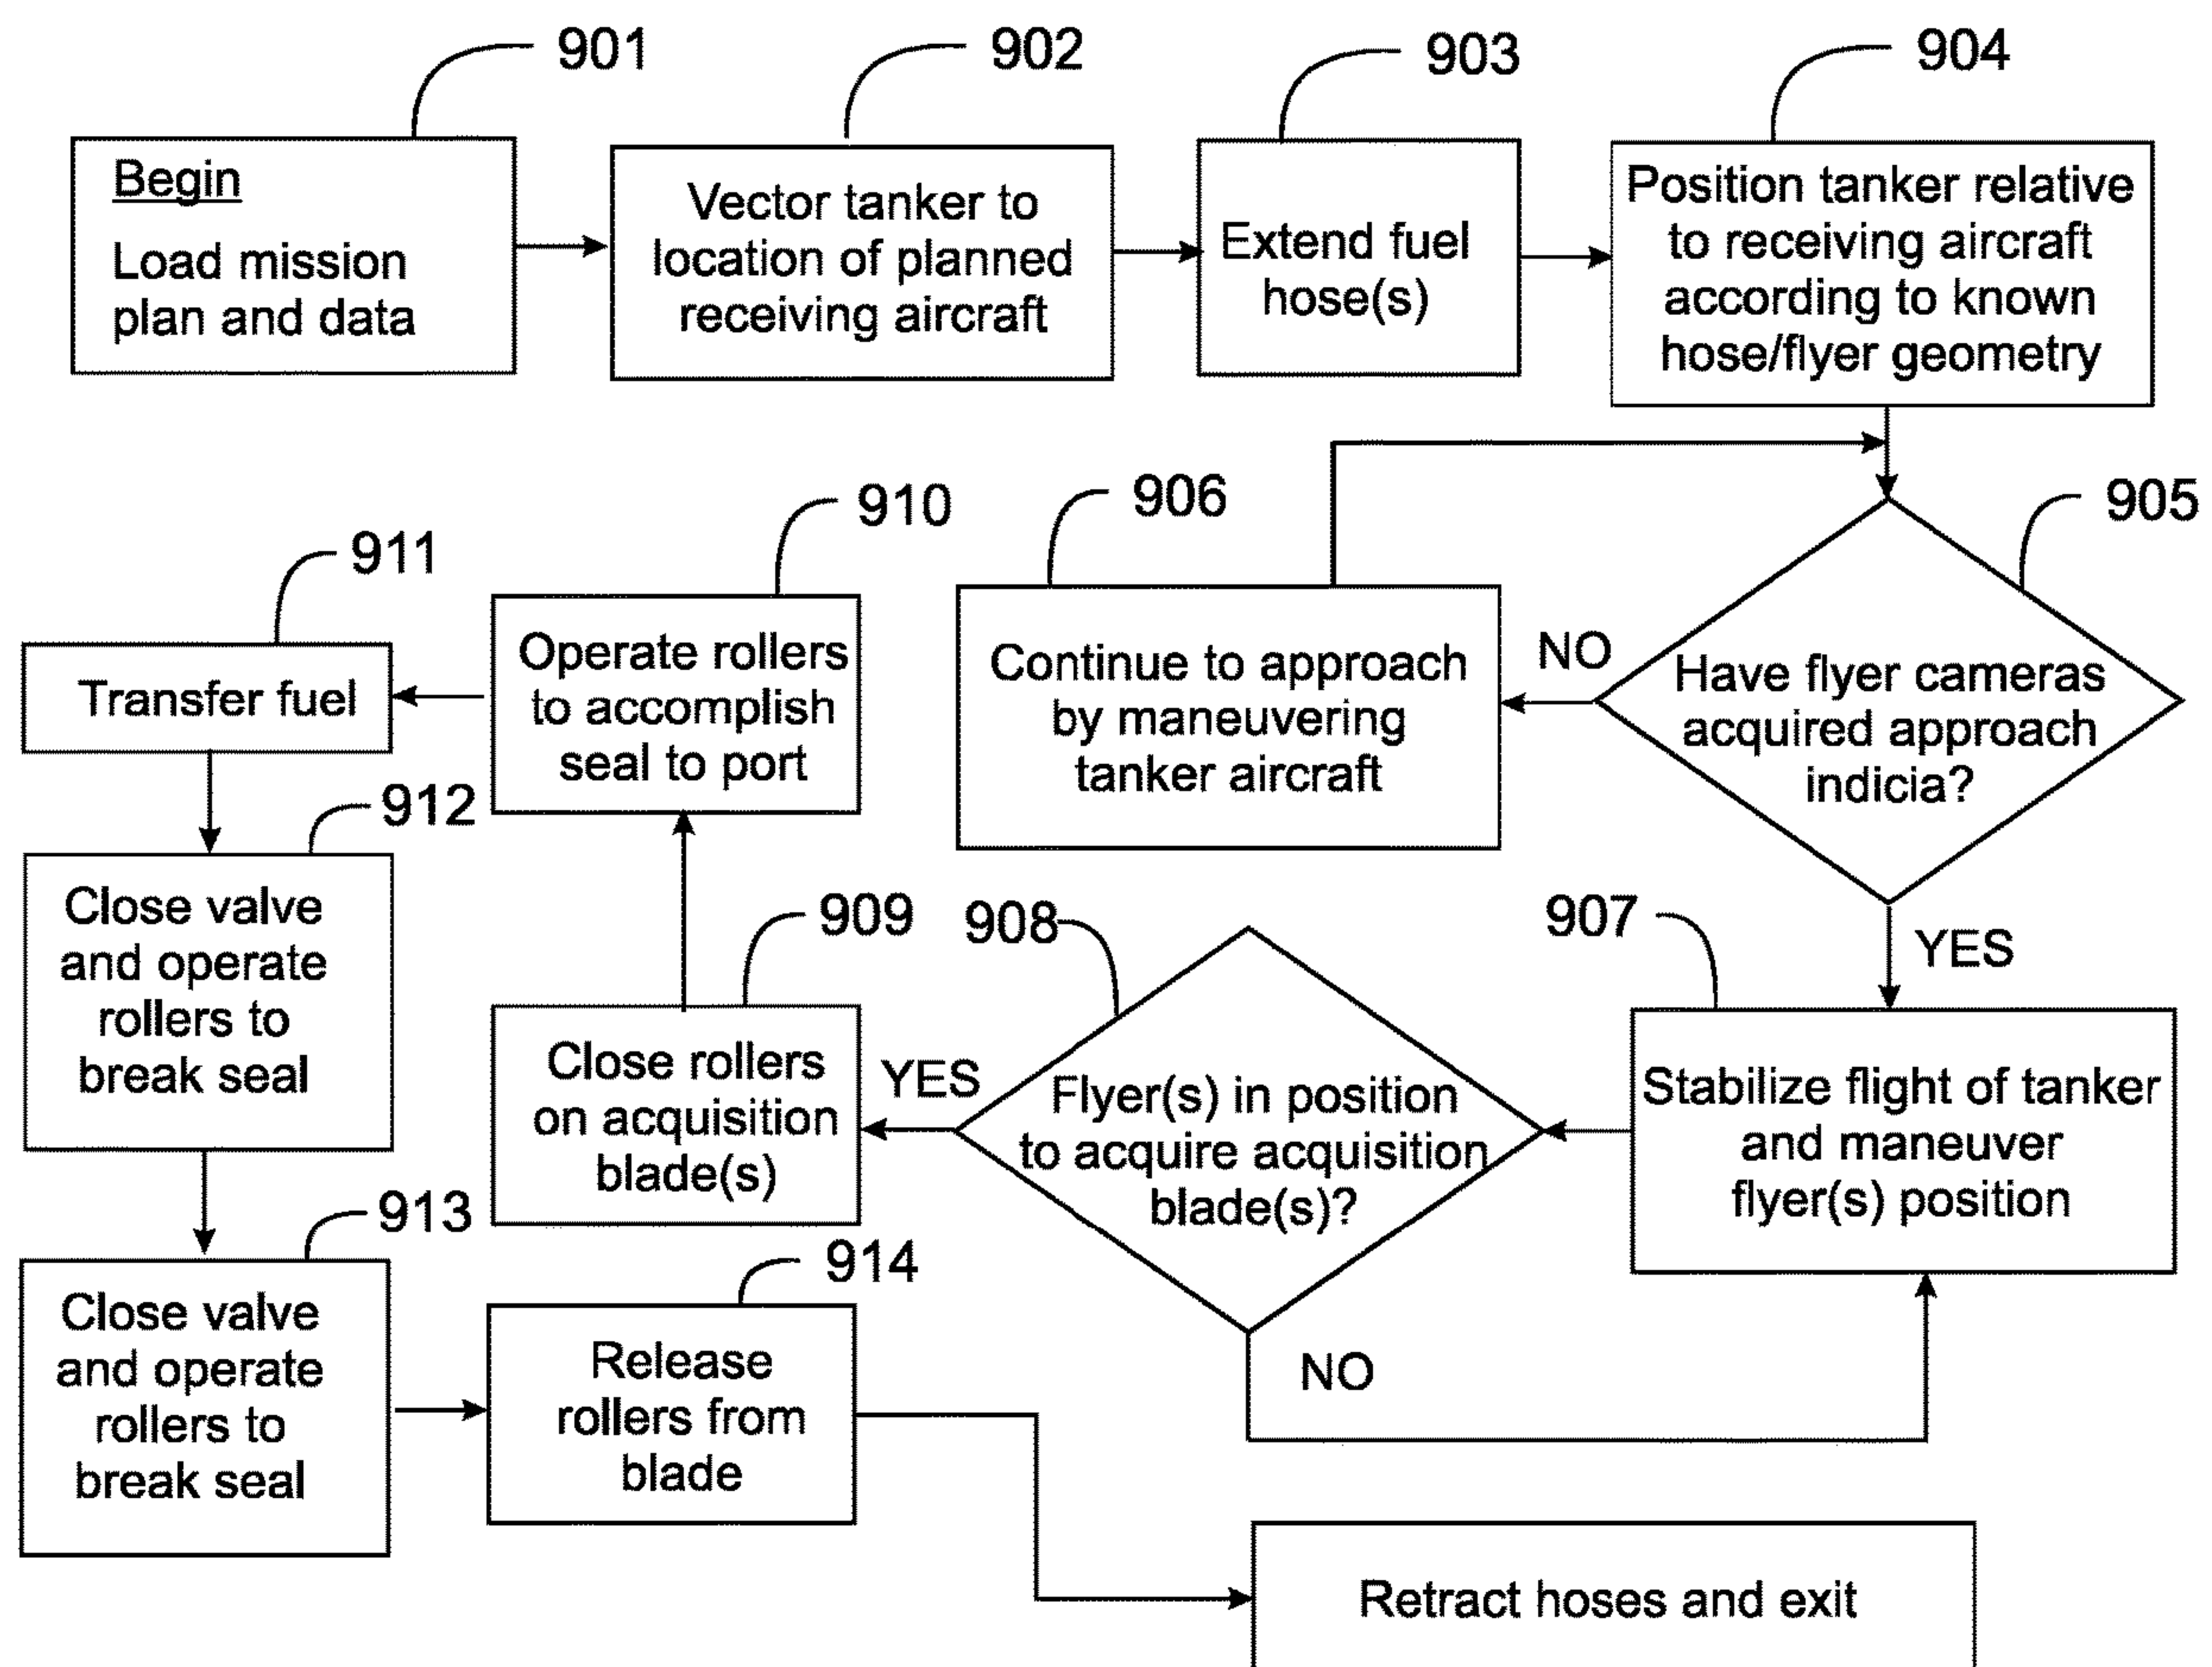 901
Begin
Load mission
plan and data
902
Vector tanker to
location of planned
receiving aircraft
903
Extend fuel
hose(s)
904
Position tanker relative
to receiving aircraft
according to known
hose/flyer geometry
905
Have flyer cameras
acquired approach
indicia?
NO
906
Continue to approach
by maneuvering
tanker aircraft
YES
907
Stabilize flight of tanker
and maneuver
flyer(s) position
908
Flyer(s) in position
to acquire acquisition
blade(s)?
NO
YES
909
Close rollers
on acquisition
blade(s)
910
Operate rollers
to accomplish
seal to port
911
Transfer fuel
912
Close valve
and operate
rollers to
break seal
913
Close valve
and operate
rollers to
break seal
914
Release
rollers from
blade
Retract hoses and exit